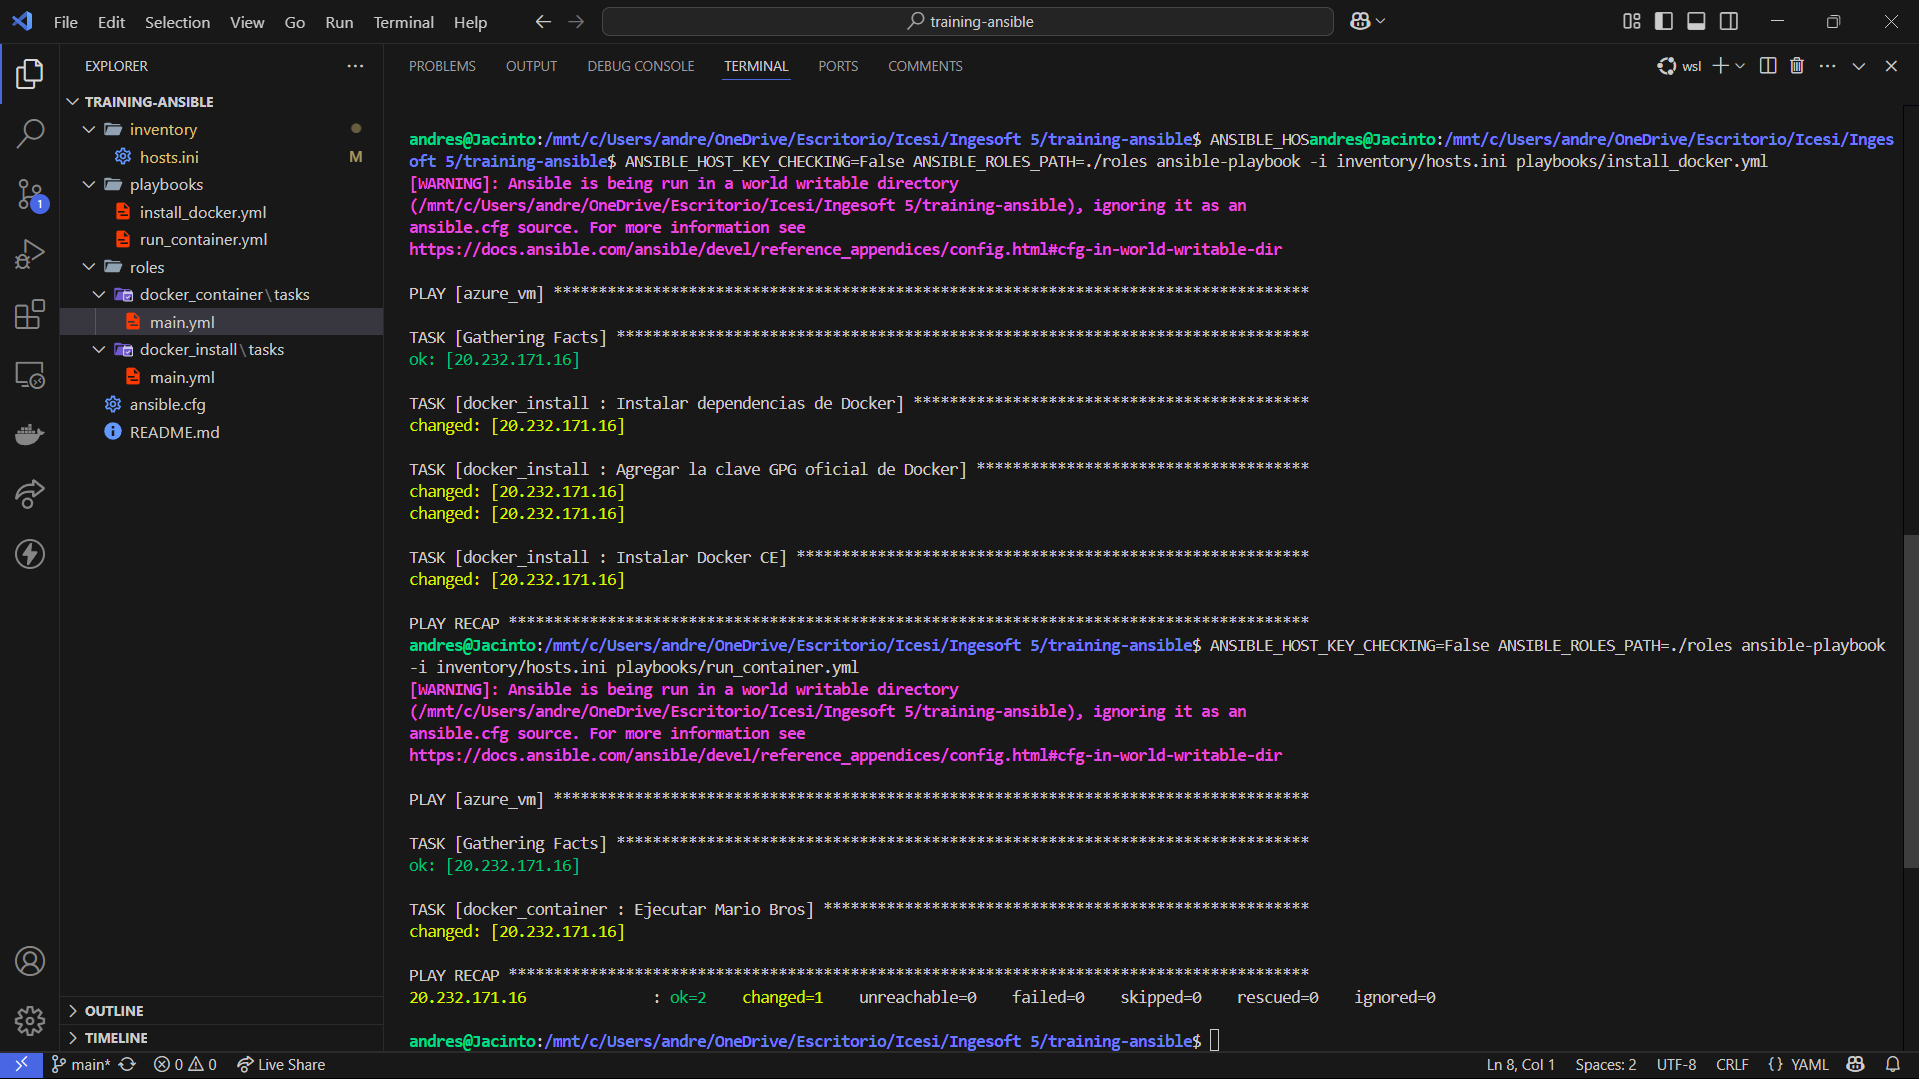 File Edit Selection View Go Run Terminal Help
training-ansible
EXPLORER
TRAINING-ANSIBLE
inventory
hosts.ini M
playbooks
install_docker.yml
run_container.yml
roles
docker_container\tasks
main.yml
docker_install\tasks
main.yml
ansible.cfg
README.md
OUTLINE
TIMELINE
1
PROBLEMS OUTPUT DEBUG CONSOLE TERMINAL PORTS COMMENTS
wsl
andres@Jacinto:/mnt/c/Users/andre/OneDrive/Escritorio/Icesi/Ingesoft 5/training-ansible$ ANSIBLE_HOSandres@Jacinto:/mnt/c/Users/andre/OneDrive/Escritorio/Icesi/Inges
oft 5/training-ansible$ ANSIBLE_HOST_KEY_CHECKING=False ANSIBLE_ROLES_PATH=./roles ansible-playbook -i inventory/hosts.ini playbooks/install_docker.yml
[WARNING]: Ansible is being run in a world writable directory
(/mnt/c/Users/andre/OneDrive/Escritorio/Icesi/Ingesoft 5/training-ansible), ignoring it as an
ansible.cfg source. For more information see
https://docs.ansible.com/ansible/devel/reference_appendices/config.html#cfg-in-world-writable-dir
PLAY [azure_vm] ************************************************************************************
TASK [Gathering Facts] *****************************************************************************
ok: [20.232.171.16]
TASK [docker_install : Instalar dependencias de Docker] ********************************************
changed: [20.232.171.16]
TASK [docker_install : Agregar la clave GPG oficial de Docker] *************************************
changed: [20.232.171.16]
changed: [20.232.171.16]
TASK [docker_install : Instalar Docker CE] *********************************************************
changed: [20.232.171.16]
PLAY RECAP *****************************************************************************************
andres@Jacinto:/mnt/c/Users/andre/OneDrive/Escritorio/Icesi/Ingesoft 5/training-ansible$ ANSIBLE_HOST_KEY_CHECKING=False ANSIBLE_ROLES_PATH=./roles ansible-playbook
-i inventory/hosts.ini playbooks/run_container.yml
[WARNING]: Ansible is being run in a world writable directory
(/mnt/c/Users/andre/OneDrive/Escritorio/Icesi/Ingesoft 5/training-ansible), ignoring it as an
ansible.cfg source. For more information see
https://docs.ansible.com/ansible/devel/reference_appendices/config.html#cfg-in-world-writable-dir
PLAY [azure_vm] ************************************************************************************
TASK [Gathering Facts] *****************************************************************************
ok: [20.232.171.16]
TASK [docker_container : Ejecutar Mario Bros] ******************************************************
changed: [20.232.171.16]
PLAY RECAP *****************************************************************************************
20.232.171.16 : ok=2 changed=1 unreachable=0 failed=0 skipped=0 rescued=0 ignored=0
andres@Jacinto:/mnt/c/Users/andre/OneDrive/Escritorio/Icesi/Ingesoft 5/training-ansible$
main* 0 0 Live Share Ln 8, Col 1 Spaces: 2 UTF-8 CRLF {} YAML